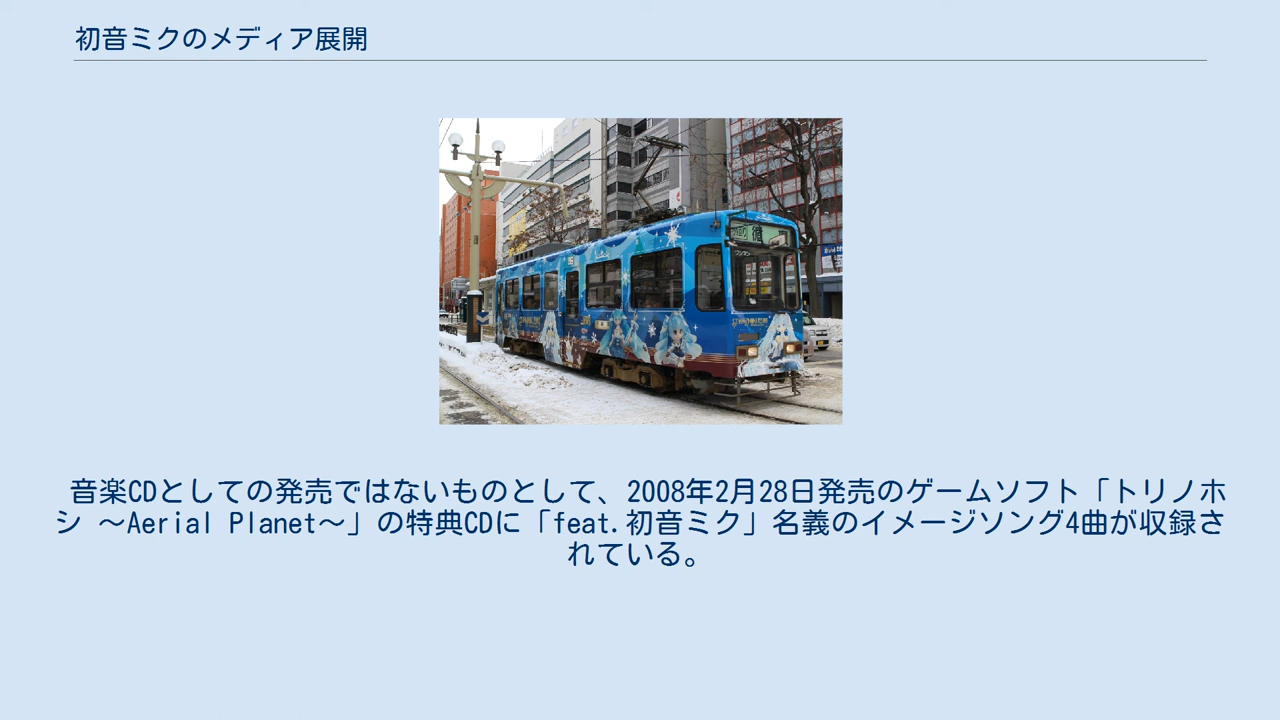 初音ミクのメディア展開
音楽CDとしての発売ではないものとして、2008年2月28日発売のゲームソフト「トリノホ
シ ～Aerial Planet～」の特典CDに「feat.初音ミク」名義のイメージソング4曲が収録さ
れている。